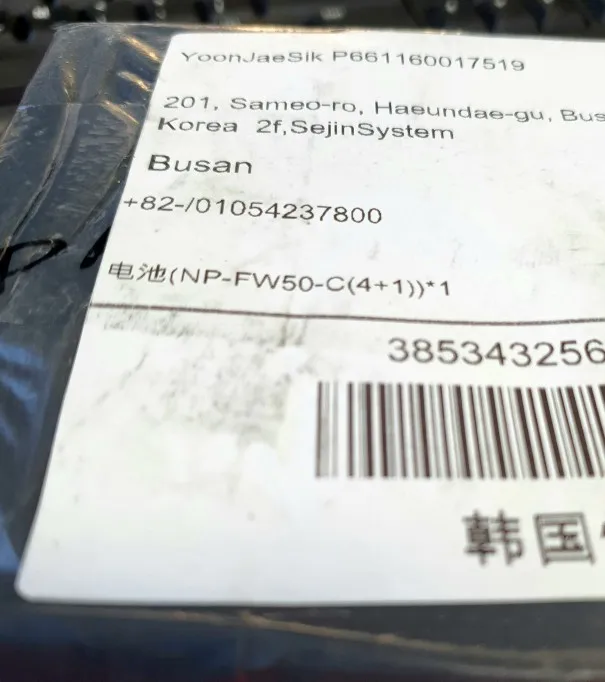 YoonJaeSik P661160017519
201, Sameo-ro, Haeundae-gu, Bus
Korea 2f,SejinSystem
Busan
+82-/01054237800
电池(NP-FW50-C(4+1))*1
385343256
韩国